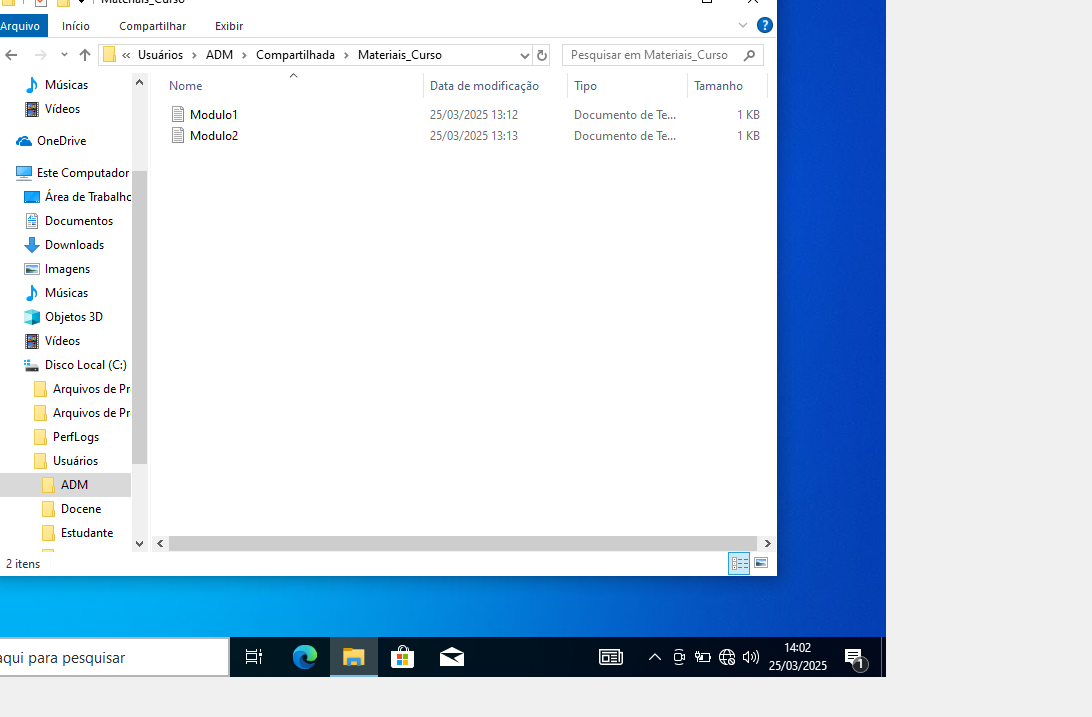 Materiais_Curso
Arquivo Início Compartilhar Exibir ?
« Usuários > ADM > Compartilhada > Materiais_Curso
Pesquisar em Materiais_Curso
Músicas
Vídeos
OneDrive
Este Computador
Área de Trabalho
Documentos
Downloads
Imagens
Músicas
Objetos 3D
Vídeos
Disco Local (C:)
Arquivos de Pr
Arquivos de Pr
PerfLogs
Usuários
ADM
Docene
Estudante
Nome Data de modificação Tipo Tamanho
Modulo1 25/03/2025 13:12 Documento de Te... 1 KB
Modulo2 25/03/2025 13:13 Documento de Te... 1 KB
2 itens
aqui para pesquisar
14:02
25/03/2025
1